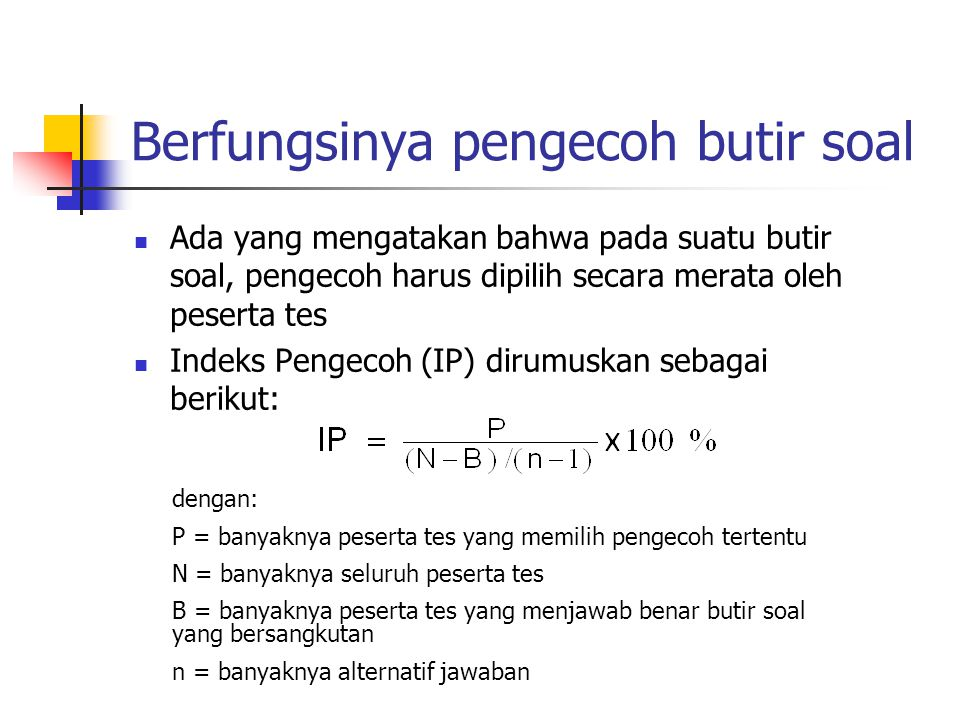 Berfungsinya pengecoh butir soal
Ada yang mengatakan bahwa pada suatu butir
soal, pengecoh harus dipilih secara merata oleh
peserta tes
Indeks Pengecoh (IP) dirumuskan sebagai
berikut:
IP = P / (N−B)/(n−1) x 100 %
dengan:
P = banyaknya peserta tes yang memilih pengecoh tertentu
N = banyaknya seluruh peserta tes
B = banyaknya peserta tes yang menjawab benar butir soal
yang bersangkutan
n = banyaknya alternatif jawaban